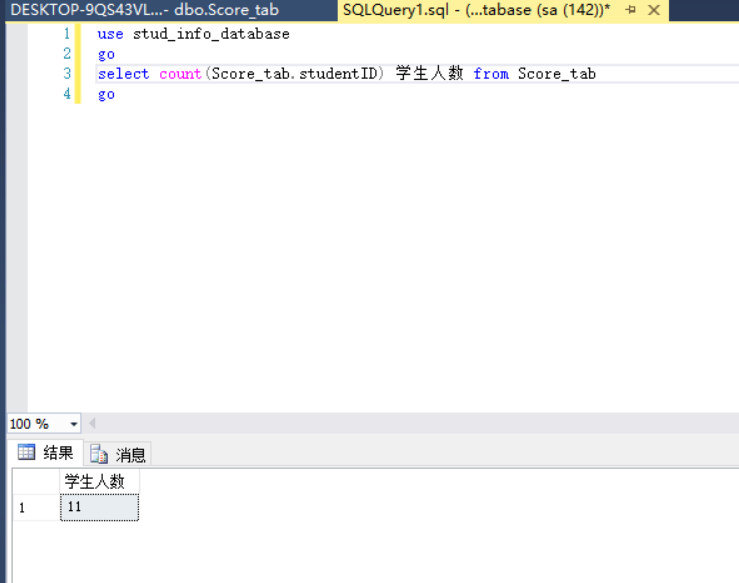 DESKTOP-9QS43VL...- dbo.Score_tab
SQLQuery1.sql - (...tabase (sa (142))*
1 use stud_info_database
2 go
3 select count(Score_tab.studentID) 学生人数 from Score_tab
4 go
100 %
结果 消息
学生人数
1 11